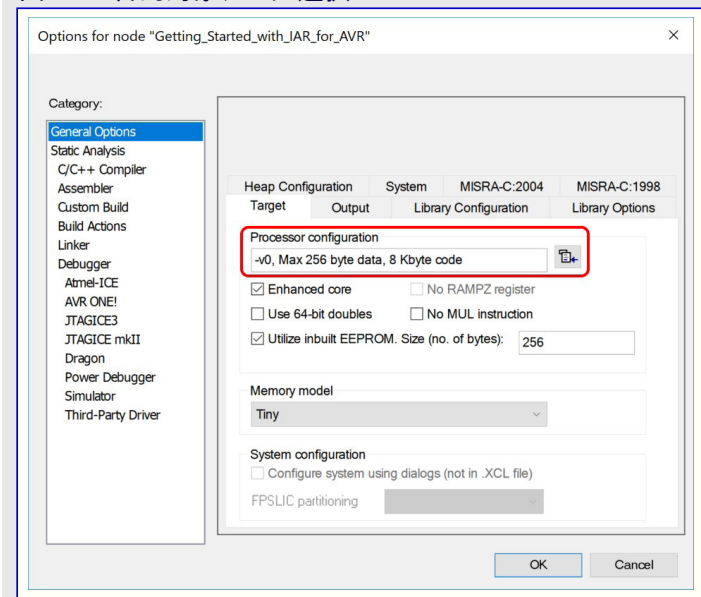 Options for node "Getting_Started_with_IAR_for_AVR"
Category:
General Options
Static Analysis
C/C++ Compiler
Assembler
Custom Build
Build Actions
Linker
Debugger
Atmel-ICE
AVR ONE!
JTAGICE3
JTAGICE mkII
Dragon
Power Debugger
Simulator
Third-Party Driver
Heap Configuration System MISRA-C:2004 MISRA-C:1998
Target Output Library Configuration Library Options
Processor configuration
-v0, Max 256 byte data, 8 Kbyte code
Enhanced core No RAMPZ register
Use 64-bit doubles No MUL instruction
Utilize inbuilt EEPROM. Size (no. of bytes): 256
Memory model
Tiny
System configuration
Configure system using dialogs (not in .XCL file)
FPSLIC partitioning
OK Cancel